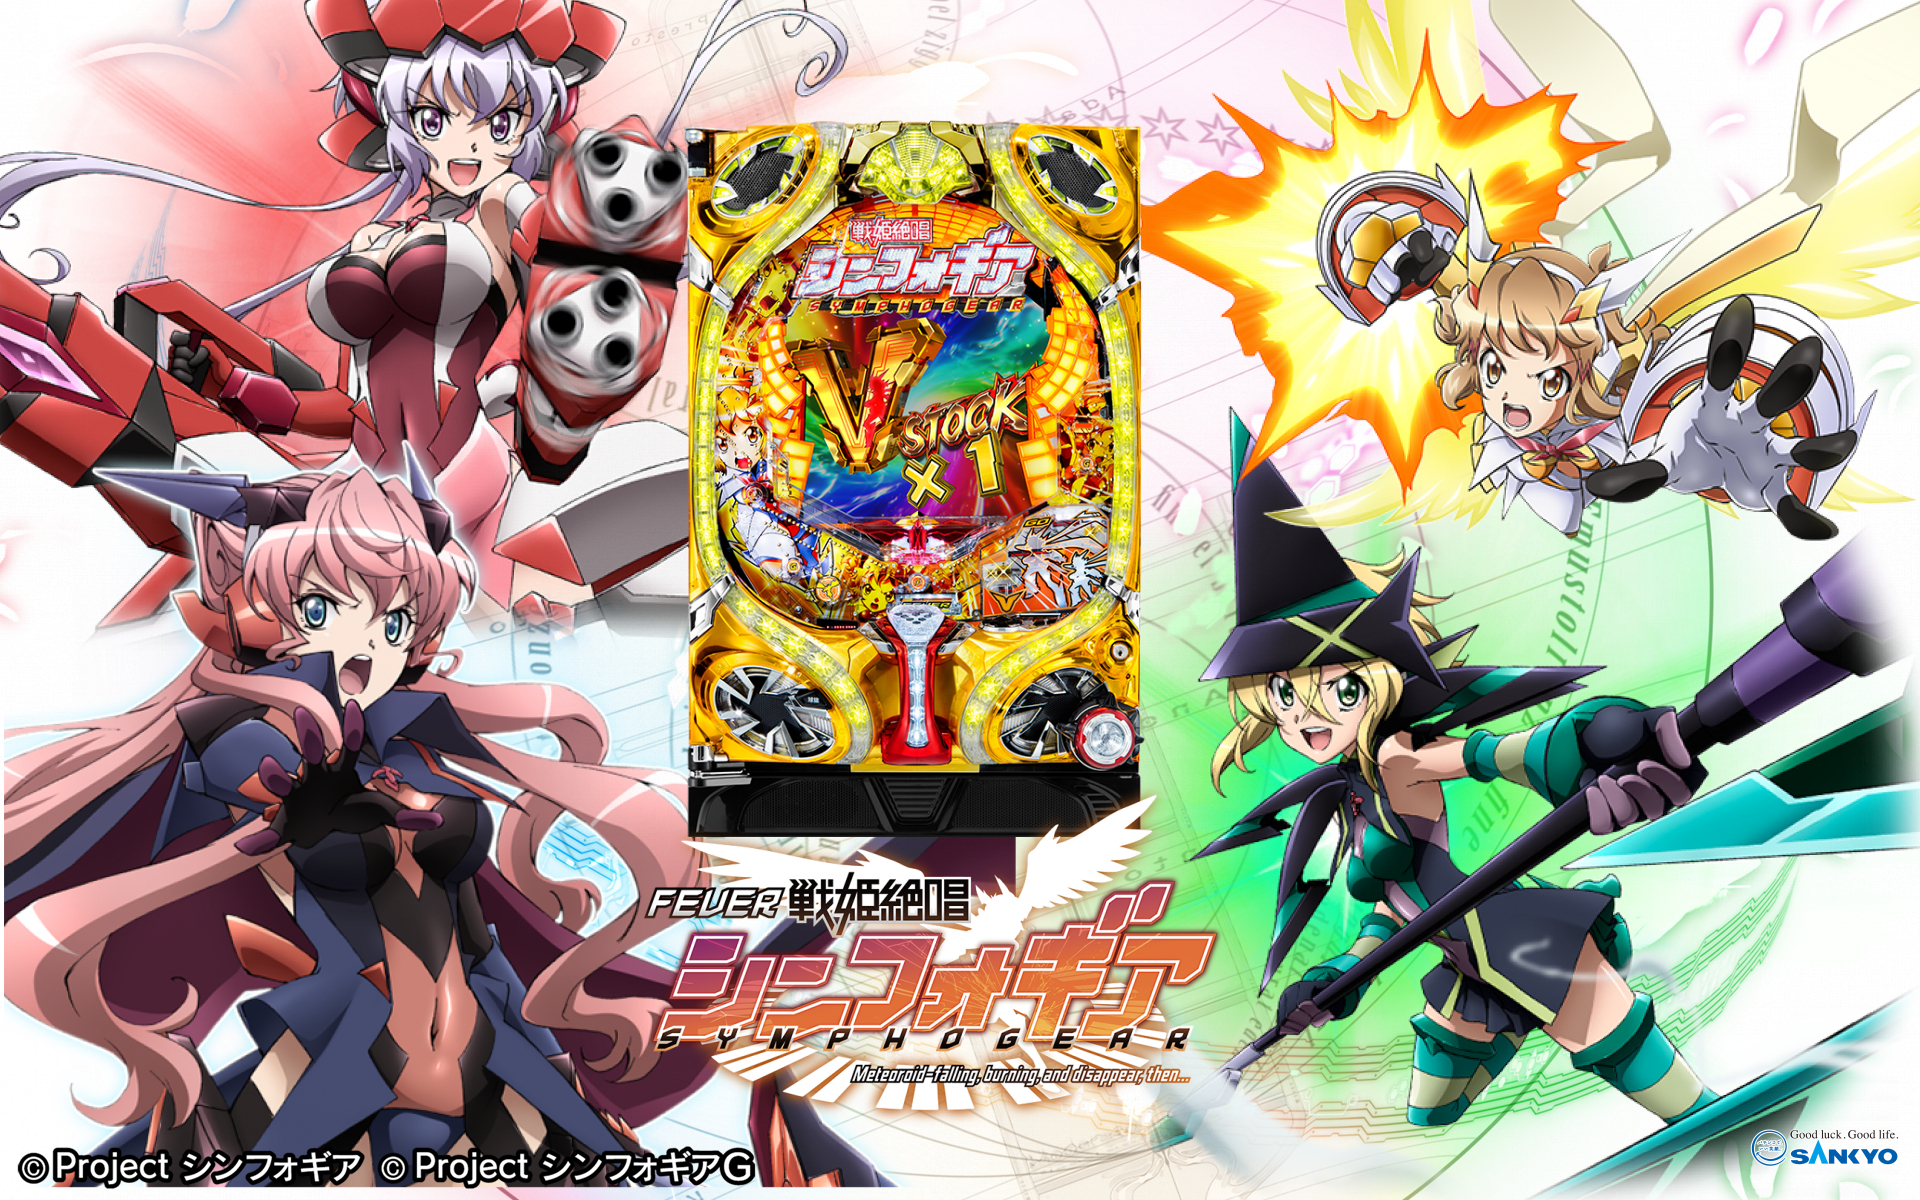 戦姫絶唱
シンフォギア
SYMPHOGEAR
V
STOCK
×1
FEVER 戦姫絶唱
シンフォギア
SYMPHOGEAR
Meteoroid-falling, burning, and disappear, then...
©Project シンフォギア ©Project シンフォギアG
Good luck. Good life.
SANKYO